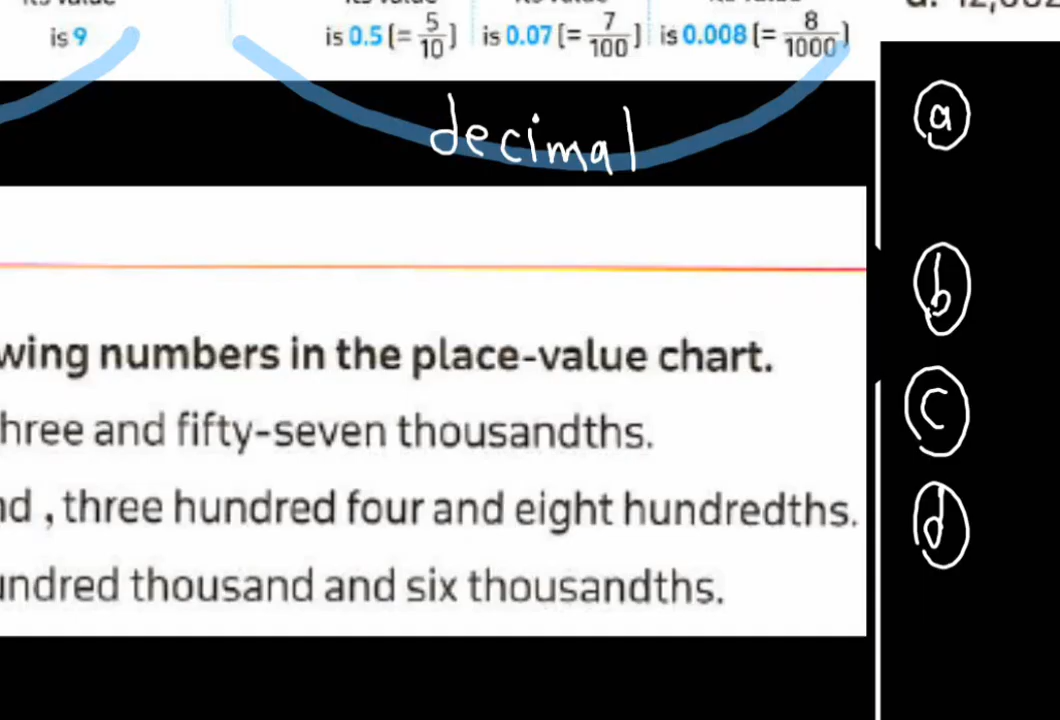 is 9
is 0.5 (= 5/10) is 0.07 (= 7/100) is 0.008 (= 8/1000)
decimal
a
b
wing numbers in the place-value chart.
c
hree and fifty-seven thousandths.
nd , three hundred four and eight hundredths.
d
undred thousand and six thousandths.